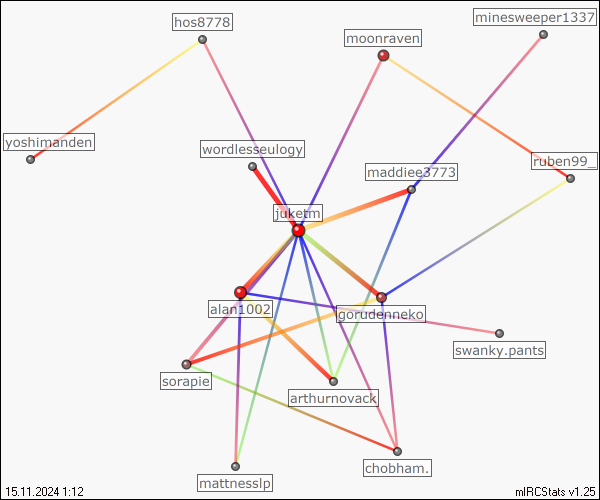 hos8778
minesweeper1337
moonraven
yoshimanden
wordlesseulogy
ruben99_
maddiee3773
juketm
alan1002
gorudenneko
swanky.pants
sorapie
arthurnovack
chobham.
mattnesslp
15.11.2024 1:12
mIRCStats v1.25